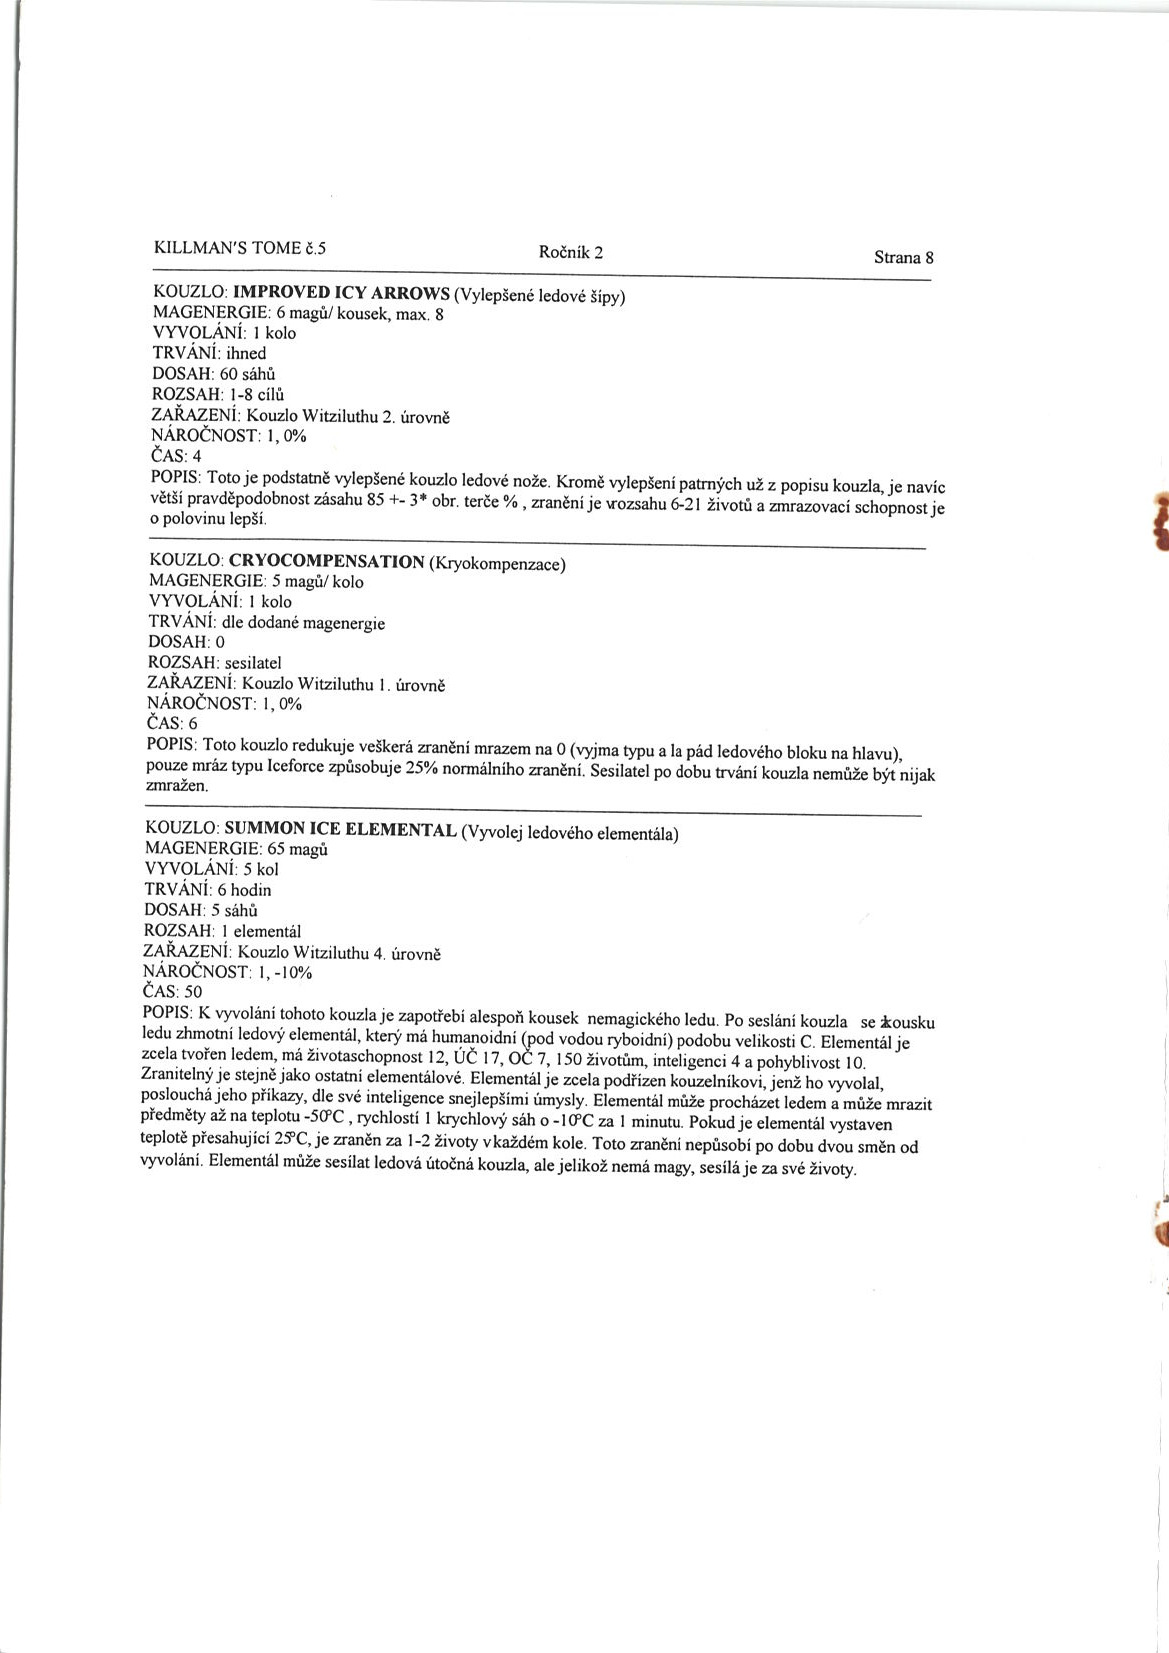 KILLMAN'S TOME č.5 Ročník 2 Strana 8
KOUZLO: IMPROVED ICY ARROWS (Vylepšené ledové šípy)
MAGENERGIE: 6 magů/ kousek, max. 8
VYVOLÁNÍ: 1 kolo
TRVÁNÍ: ihned
DOSAH: 60 sáhů
ROZSAH: 1-8 cílů
ZAŘAZENÍ: Kouzlo Witziluthu 2. úrovně
NÁROČNOST: 1, 0%
ČAS: 4
POPIS: Toto je podstatně vylepšené kouzlo ledové nože. Kromě vylepšení patrných už z popisu kouzla, je navíc
větší pravděpodobnost zásahu 85 +- 3* obr. terče % , zranění je vrozsahu 6-21 životů a zmrazovací schopnost je
o polovinu lepší.
KOUZLO: CRYOCOMPENSATION (Kryokompenzace)
MAGENERGIE: 5 magů/ kolo
VYVOLÁNÍ: 1 kolo
TRVÁNÍ: dle dodané magenergie
DOSAH: 0
ROZSAH: sesilatel
ZAŘAZENÍ: Kouzlo Witziluthu 1. úrovně
NÁROČNOST: 1, 0%
ČAS: 6
POPIS: Toto kouzlo redukuje veškerá zranění mrazem na 0 (vyjma typu a la pád ledového bloku na hlavu),
pouze mráz typu Iceforce způsobuje 25% normálního zranění. Sesilatel po dobu trvání kouzla nemůže být nijak
zmražen.
KOUZLO: SUMMON ICE ELEMENTAL (Vyvolej ledového elementála)
MAGENERGIE: 65 magů
VYVOLÁNÍ: 5 kol
TRVÁNÍ: 6 hodin
DOSAH: 5 sáhů
ROZSAH: 1 elementál
ZAŘAZENÍ: Kouzlo Witziluthu 4. úrovně
NÁROČNOST: 1, -10%
ČAS: 50
POPIS: K vyvolání tohoto kouzla je zapotřebí alespoň kousek nemagického ledu. Po seslání kouzla se z kousku
ledu zhmotní ledový elementál, který má humanoidní (pod vodou ryboidní) podobu velikosti C. Elementál je
zcela tvořen ledem, má životaschopnost 12, ÚČ 17, OČ 7, 150 životům, inteligenci 4 a pohyblivost 10.
Zranitelný je stejně jako ostatní elementálové. Elementál je zcela podřízen kouzelníkovi, jenž ho vyvolal,
poslouchá jeho příkazy, dle své inteligence snejlepšími úmysly. Elementál může procházet ledem a může mrazit
předměty až na teplotu -50°C , rychlostí 1 krychlový sáh o -10°C za 1 minutu. Pokud je elementál vystaven
teplotě přesahující 25°C, je zraněn za 1-2 životy v každém kole. Toto zranění nepůsobí po dobu dvou směn od
vyvolání. Elementál může sesílat ledová útočná kouzla, ale jelikož nemá magy, sesílá je za své životy.